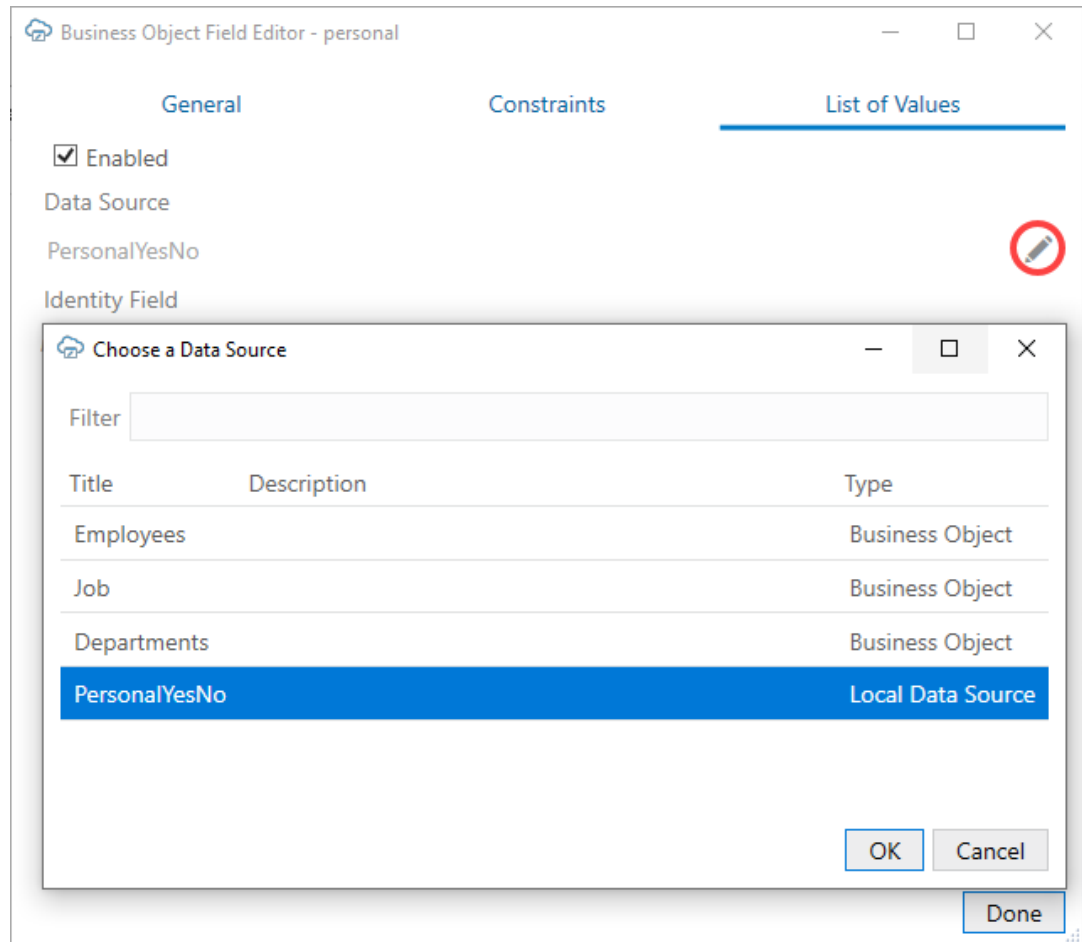 Business Object Field Editor - personal
General Constraints List of Values
Enabled
Data Source
PersonalYesNo
Identity Field
Choose a Data Source
Filter
Title Description Type
Employees Business Object
Job Business Object
Departments Business Object
PersonalYesNo Local Data Source
OK Cancel
Done